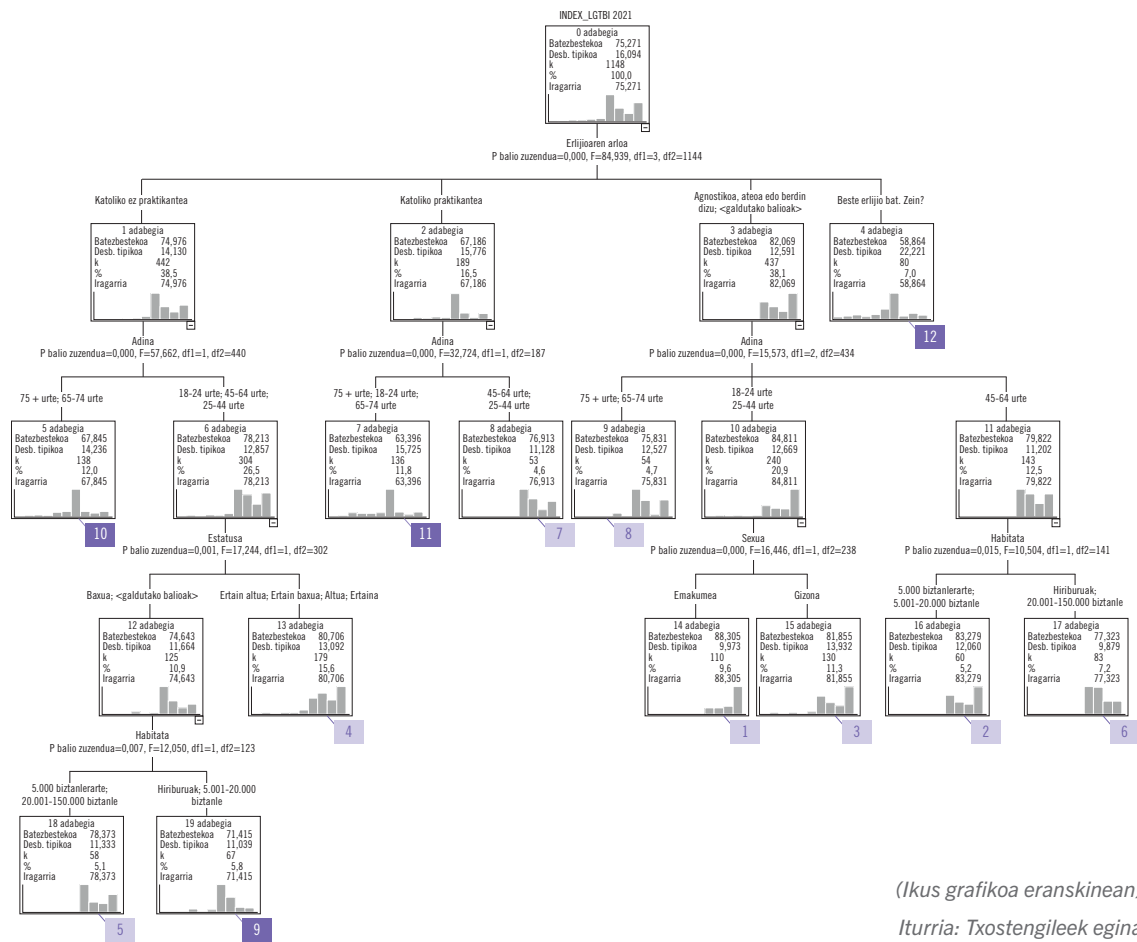 INDEX_LGTBI 2021
0 adabegia
Batezbestekoa 75,271
Desb. tipikoa 16,094
k 1148
% 100,0
Iragarria 75,271
Erlijioaren arloa
P balio zuzendua=0,000, F=84,939, df1=3, df2=1144
Katoliko ez praktikantea
1 adabegia
Batezbestekoa 74,976
Desb. tipikoa 14,130
k 442
% 38,5
Iragarria 74,976
Katoliko praktikantea
2 adabegia
Batezbestekoa 67,186
Desb. tipikoa 15,776
k 189
% 16,5
Iragarria 67,186
Agnostikoa, ateoa edo berdin
dizu; <galdutako balioak>
3 adabegia
Batezbestekoa 82,069
Desb. tipikoa 12,591
k 437
% 38,1
Iragarria 82,069
Beste erlijio bat. Zein?
4 adabegia
Batezbestekoa 58,864
Desb. tipikoa 22,221
k 80
% 7,0
Iragarria 58,864
12
Adina
P balio zuzendua=0,000, F=57,662, df1=1, df2=440
Adina
P balio zuzendua=0,000, F=32,724, df1=1, df2=187
Adina
P balio zuzendua=0,000, F=15,573, df1=2, df2=434
75 + urte; 65-74 urte
5 adabegia
Batezbestekoa 67,845
Desb. tipikoa 14,236
k 138
% 12,0
Iragarria 67,845
10
18-24 urte; 45-64 urte;
25-44 urte
6 adabegia
Batezbestekoa 78,213
Desb. tipikoa 12,857
k 304
% 26,5
Iragarria 78,213
75 + urte; 18-24 urte;
65-74 urte
7 adabegia
Batezbestekoa 63,396
Desb. tipikoa 15,725
k 136
% 11,8
Iragarria 63,396
11
45-64 urte;
25-44 urte
8 adabegia
Batezbestekoa 76,913
Desb. tipikoa 11,128
k 53
% 4,6
Iragarria 76,913
7
75 + urte; 65-74 urte
9 adabegia
Batezbestekoa 75,831
Desb. tipikoa 12,527
k 54
% 4,7
Iragarria 75,831
8
18-24 urte
25-44 urte
10 adabegia
Batezbestekoa 84,811
Desb. tipikoa 12,669
k 240
% 20,9
Iragarria 84,811
45-64 urte
11 adabegia
Batezbestekoa 79,822
Desb. tipikoa 11,202
k 143
% 12,5
Iragarria 79,822
Estatusa
P balio zuzendua=0,001, F=17,244, df1=1, df2=302
Sexua
P balio zuzendua=0,000, F=16,446, df1=1, df2=238
Habitata
P balio zuzendua=0,015, F=10,504, df1=1, df2=141
Baxua; <galdutako balioak>
12 adabegia
Batezbestekoa 74,643
Desb. tipikoa 11,664
k 125
% 10,9
Iragarria 74,643
Ertain altua; Ertain baxua; Altua; Ertaina
13 adabegia
Batezbestekoa 80,706
Desb. tipikoa 13,092
k 179
% 15,6
Iragarria 80,706
4
Emakumea
14 adabegia
Batezbestekoa 88,305
Desb. tipikoa 9,973
k 110
% 9,6
Iragarria 88,305
1
Gizona
15 adabegia
Batezbestekoa 81,855
Desb. tipikoa 13,932
k 130
% 11,3
Iragarria 81,855
3
5.000 biztanlerarte;
5.001-20.000 biztanle
16 adabegia
Batezbestekoa 83,279
Desb. tipikoa 12,060
k 60
% 5,2
Iragarria 83,279
2
Hiriburuak;
20.001-150.000 biztanle
17 adabegia
Batezbestekoa 77,323
Desb. tipikoa 9,879
k 83
% 7,2
Iragarria 77,323
6
Habitata
P balio zuzendua=0,007, F=12,050, df1=1, df2=123
5.000 biztanlerarte;
20.001-150.000 biztanle
18 adabegia
Batezbestekoa 78,373
Desb. tipikoa 11,333
k 58
% 5,1
Iragarria 78,373
5
Hiriburuak; 5.001-20.000
biztanle
19 adabegia
Batezbestekoa 71,415
Desb. tipikoa 11,039
k 67
% 5,8
Iragarria 71,415
9
(Ikus grafikoa eranskinean)
Iturria: Txostengileek egina